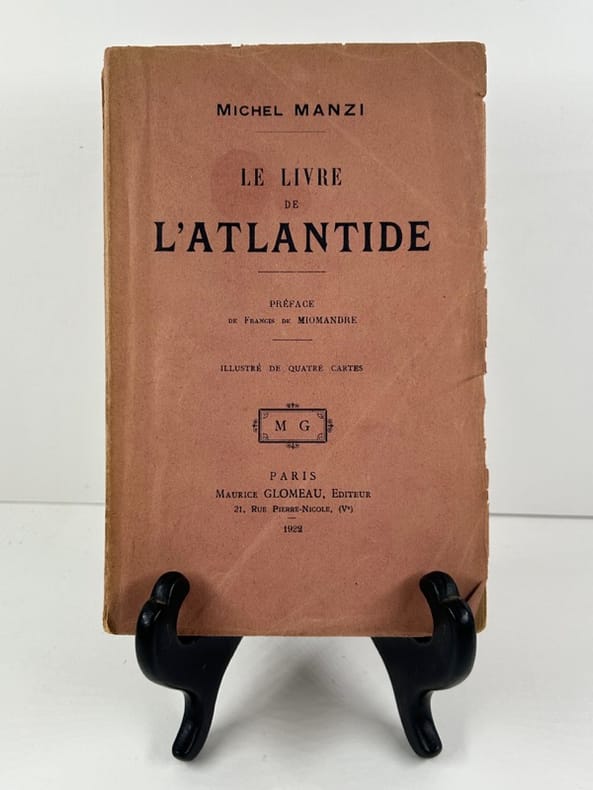 MICHEL MANZI
LE LIVRE
DE
L'ATLANTIDE
PRÉFACE
DE FRANCIS DE MIOMANDRE
ILLUSTRÉ DE QUATRE CARTES
M G
PARIS
MAURICE GLOMEAU, EDITEUR
21, RUE PIERRE-NICOLE, (Vᵉ)
1922